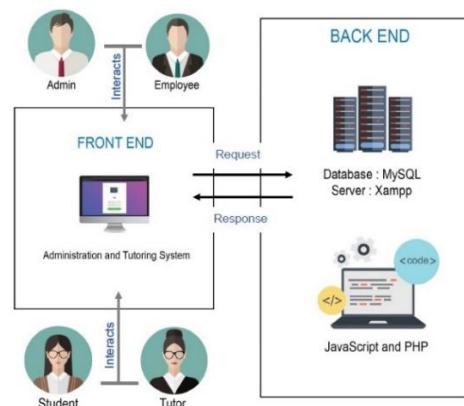 BACK END
Admin
Employee
Interacts
FRONT END
Request
Database : MySQL
Server : Xampp
Response
Administration and Tutoring System
<code>
</>
Interacts
JavaScript and PHP
Student
Tutor